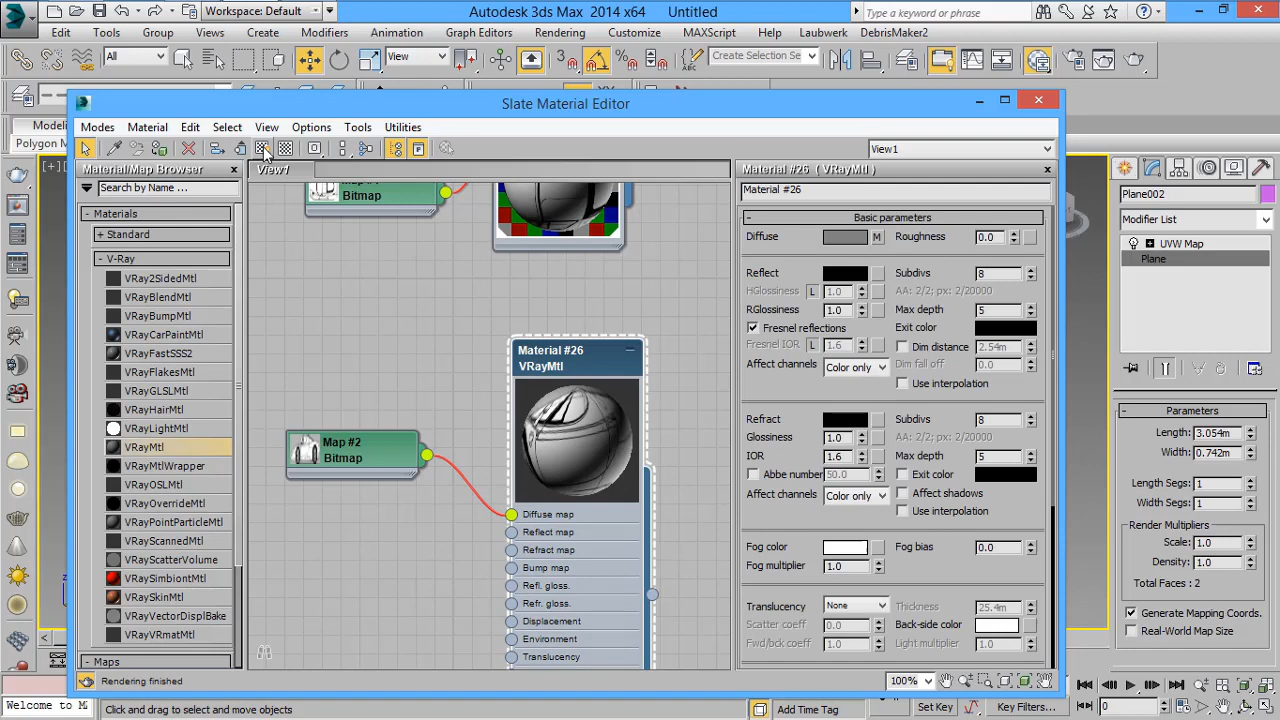 Workspace: Default
Autodesk 3ds Max 2014 x64 Untitled
Type a keyword or phrase
Edit Tools Group Views Create Modifiers Animation Graph Editors Rendering Customize MAXScript Help Laubwerk DebrisMaker2
All View Create Selection Se
Modeli
Polygon M
Slate Material Editor
Modes Material Edit Select View Options Tools Utilities
View1
Material/Map Browser
Search by Name ...
- Materials
+ Standard
- V-Ray
VRay2SidedMtl
VRayBlendMtl
VRayBumpMtl
VRayCarPaintMtl
VRayFastSSS2
VRayFlakesMtl
VRayGLSLMtl
VRayHairMtl
VRayLightMtl
VRayMtl
VRayMtlWrapper
VRayOSLMtl
VRayOverrideMtl
VRayPointParticleMtl
VRayScannedMtl
VRayScatterVolume
VRaySimbiontMtl
VRaySkinMtl
VRayVectorDisplBake
VRayVRmatMtl
+ Maps
Rendering finished
View1
Bitmap
Map #2
Bitmap
Material #26
VRayMtl
Diffuse map
Reflect map
Refract map
Bump map
Refl. gloss.
Refr. gloss.
Displacement
Environment
Translucency
100%
Material #26 ( VRayMtl )
Material #26
- Basic parameters
Diffuse M Roughness 0.0
Reflect Subdivs 8
HGlossiness L 1.0 AA: 2/2; px: 2/20000
RGlossiness 1.0 Max depth 5
Fresnel reflections Exit color
Fresnel IOR L 1.6 Dim distance 2.54m
Affect channels Color only Dim fall off 0.0
Use interpolation
Refract Subdivs 8
Glossiness 1.0 AA: 2/2; px: 2/20000
IOR 1.6 Max depth 5
Abbe number 50.0 Exit color
Affect channels Color only Affect shadows
Use interpolation
Fog color Fog bias 0.0
Fog multiplier 1.0
Translucency None Thickness 25.4m
Scatter coeff 0.0 Back-side color
Fwd/bck coeff 1.0 Light multiplier 1.0
Plane002
Modifier List
UVW Map
Plane
- Parameters
Length: 3.054m
Width: 0.742m
Length Segs: 1
Width Segs: 1
Render Multipliers
Scale: 1.0
Density: 1.0
Total Faces : 2
Generate Mapping Coords.
Real-World Map Size
Welcome to M
Click and drag to select and move objects
Add Time Tag
Set Key
Key Filters...
0